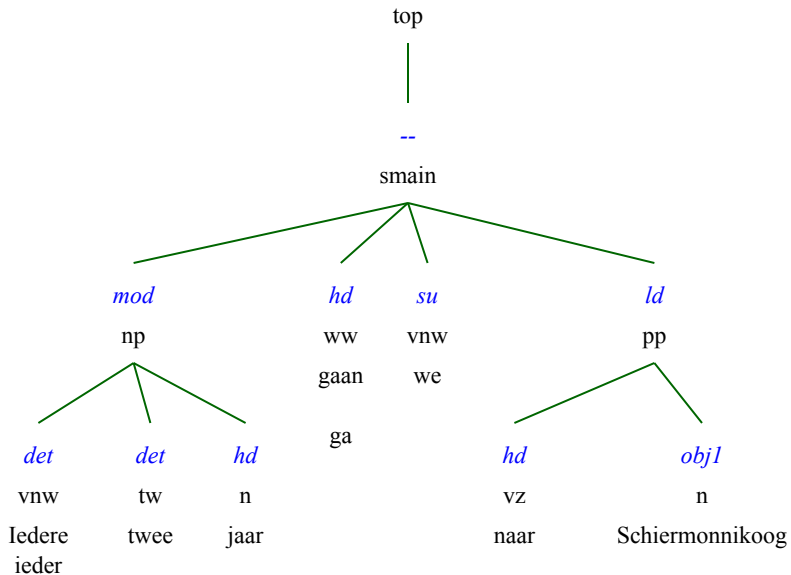 top
--
smain
mod hd su ld
np ww vnw pp
gaan we
ga
det det hd hd obj1
vnw tw n vz n
Iedere twee jaar naar Schiermonnikoog
ieder